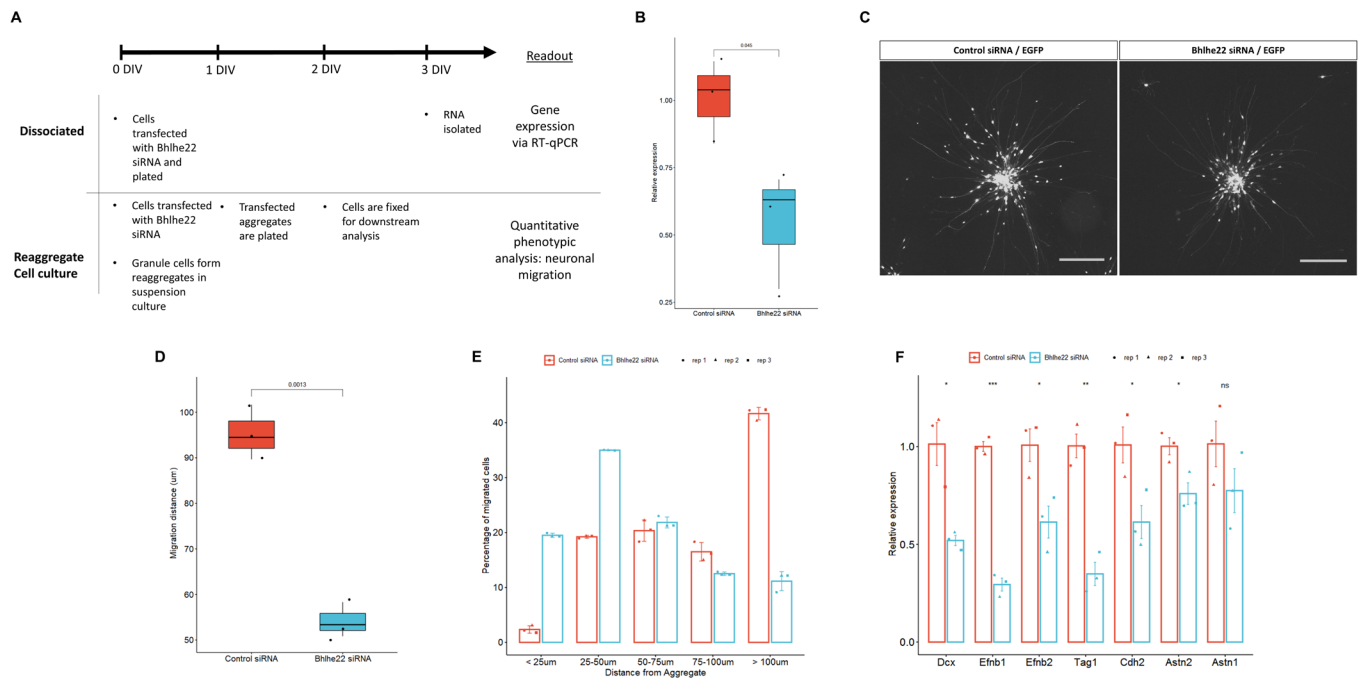 A
0 DIV
1 DIV
2 DIV
3 DIV
Readout
Dissociated
• Cells
transfected
with Bhlhe22
siRNA and
plated
• RNA
isolated
Gene
expression
via RT-qPCR
Reaggregate
Cell culture
• Cells transfected
with Bhlhe22
siRNA
• Granule cells form
reaggregates in
suspension
culture
• Transfected
aggregates
are plated
• Cells are fixed
for downstream
analysis
Quantitative
phenotypic
analysis: neuronal
migration
B
0.045
Relative expression
1.00
0.75
0.50
0.25
Control siRNA
Bhlhe22 siRNA
C
Control siRNA / EGFP
Bhlhe22 siRNA / EGFP
D
0.0013
Migration distance (um)
100
90
80
70
60
50
Control siRNA
Bhlhe22 siRNA
E
Control siRNA
Bhlhe22 siRNA
rep 1
rep 2
rep 3
Percentage of migrated cells
40
30
20
10
0
< 25um
25-50um
50-75um
75-100um
> 100um
Distance from Aggregate
F
Control siRNA
Bhlhe22 siRNA
rep 1
rep 2
rep 3
* *** * ** * * ns
Relative expression
1.0
0.5
0.0
Dcx
Efnb1
Efnb2
Tag1
Cdh2
Astn2
Astn1